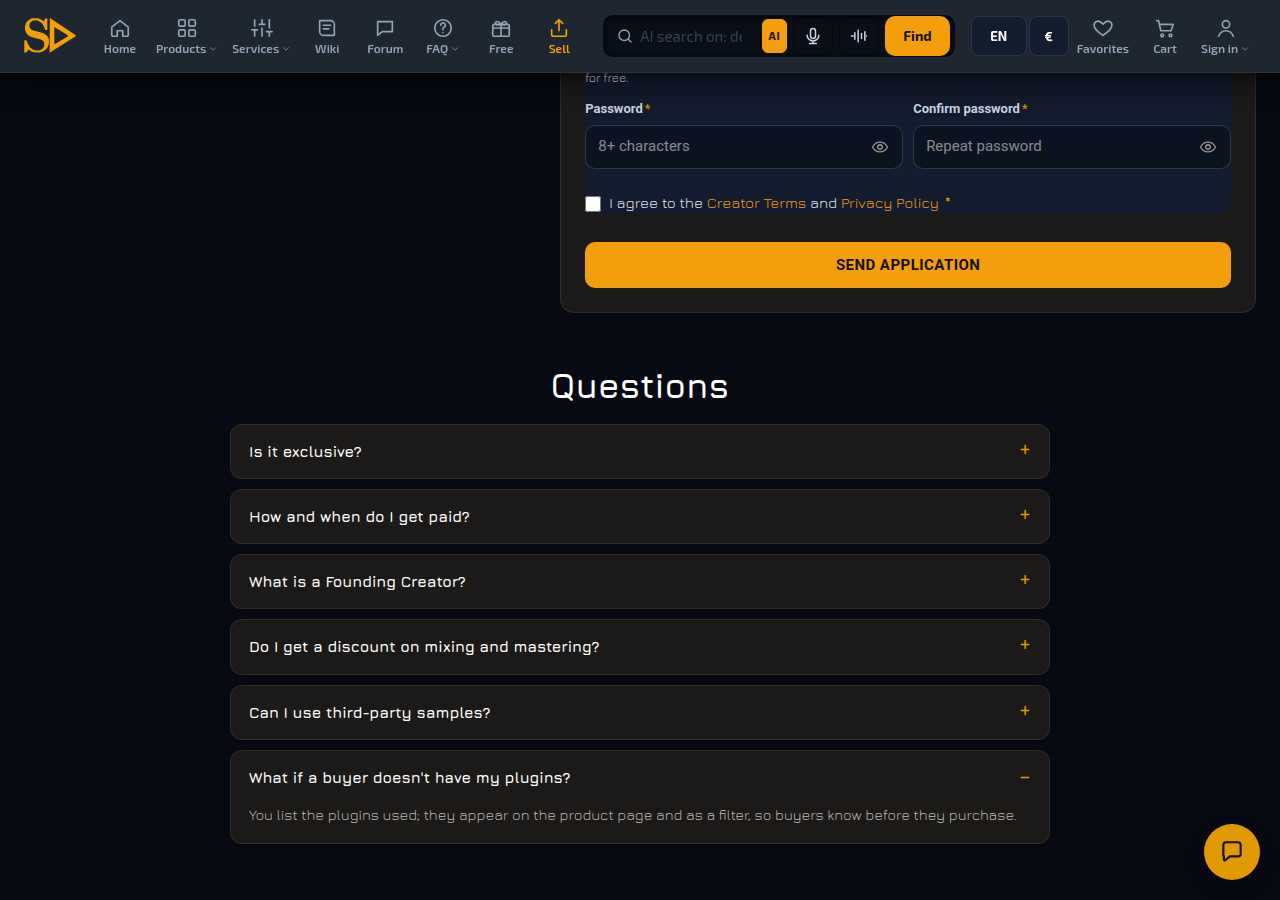 SD
Home
Products
Services
Wiki
Forum
FAQ
Free
Sell
AI search on: de
AI
Find
EN
€
Favorites
Cart
Sign in
for free.
Password *
Confirm password *
8+ characters
Repeat password
I agree to the Creator Terms and Privacy Policy *
SEND APPLICATION
Questions
Is it exclusive?
+
How and when do I get paid?
+
What is a Founding Creator?
+
Do I get a discount on mixing and mastering?
+
Can I use third-party samples?
+
What if a buyer doesn't have my plugins?
−
You list the plugins used; they appear on the product page and as a filter, so buyers know before they purchase.